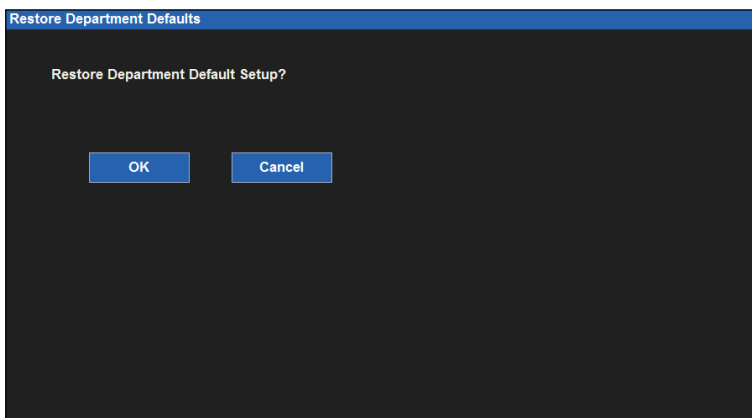 Restore Department Defaults
Restore Department Default Setup?
OK
Cancel